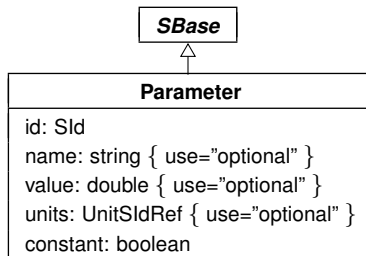 SBase
Parameter
id: SId
name: string { use=”optional” }
value: double { use=”optional” }
units: UnitSIdRef { use=”optional” }
constant: boolean